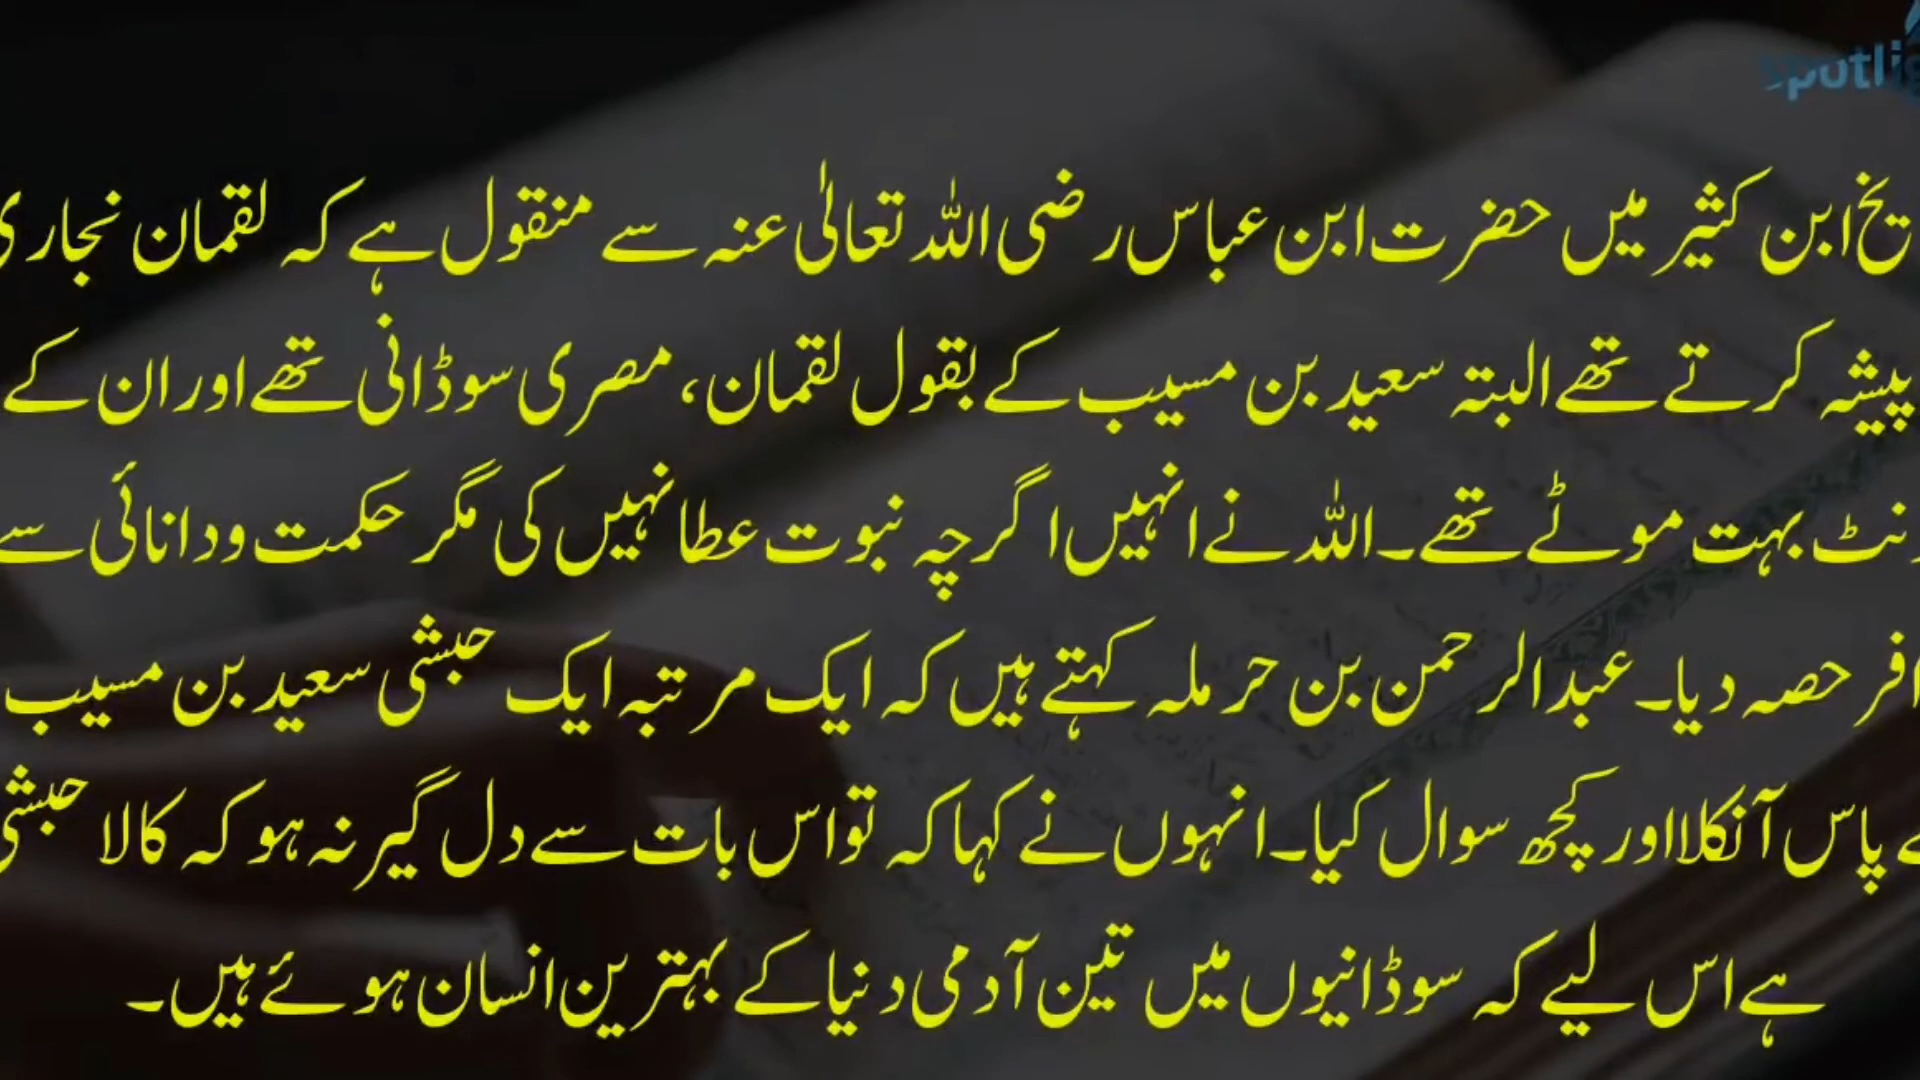 spotli
یخ ابن کثیر میں حضرت ابن عباس رضی اللہ تعالیٰ عنہ سے منقول ہے کہ لقمان نجاری
پیشہ کرتے تھے البتہ سعید بن مسیب کے بقول لقمان، مصری سوڈانی تھے اور ان کے
نٹ بہت موٹے تھے۔ اللہ نے انہیں اگرچہ نبوت عطا نہیں کی مگر حکمت و دانائی سے
افر حصہ دیا۔ عبدالرحمن بن حرملہ کہتے ہیں کہ ایک مرتبہ ایک حبشی سعید بن مسیب
ے پاس آنکلا اور کچھ سوال کیا۔ انہوں نے کہا کہ تو اس بات سے دل گیر نہ ہو کہ کالا حبشی
ہے اس لیے کہ سوڈانیوں میں تین آدمی دنیا کے بہترین انسان ہوئے ہیں۔